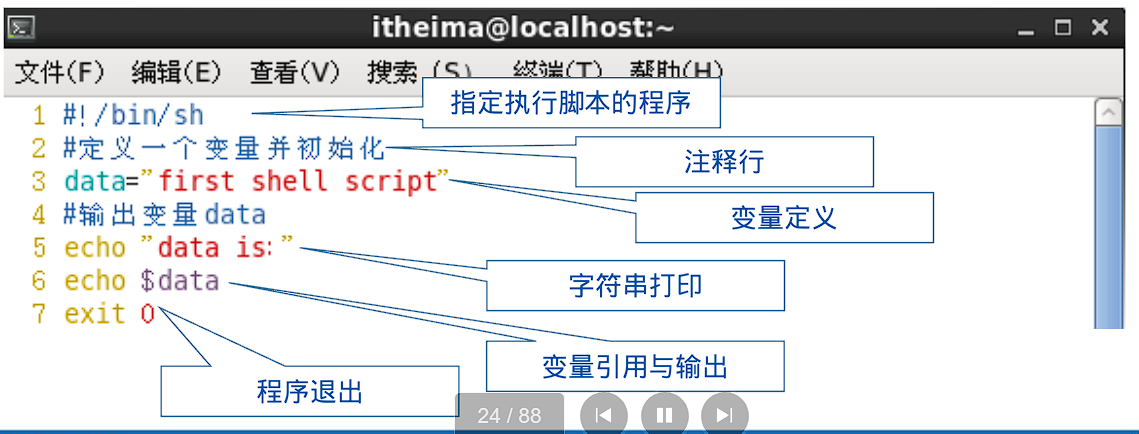 itheima@localhost:~
文件(F) 编辑(E) 查看(V) 搜索(S) 终端(T) 帮助(H)
指定执行脚本的程序
1 #!/bin/sh
2 #定义一个变量并初始化
注释行
3 data=”first shell script”
变量定义
4 #输出变量data
5 echo ”data is:”
字符串打印
6 echo $data
7 exit 0
变量引用与输出
程序退出
24 / 88